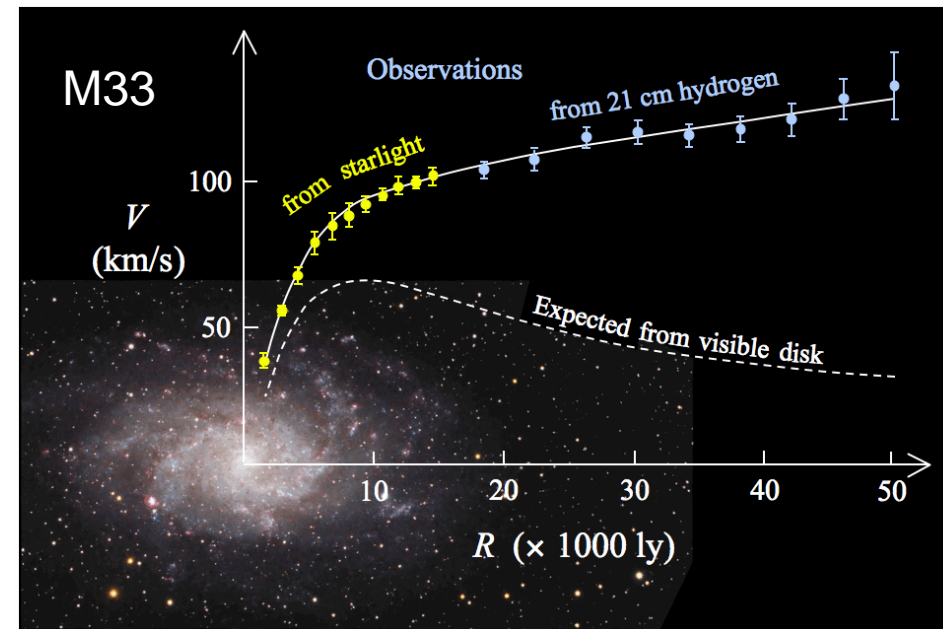 M33
Observations
from 21 cm hydrogen
from starlight
100
V
(km/s)
50
Expected from visible disk
10
20
30
40
50
R (× 1000 ly)